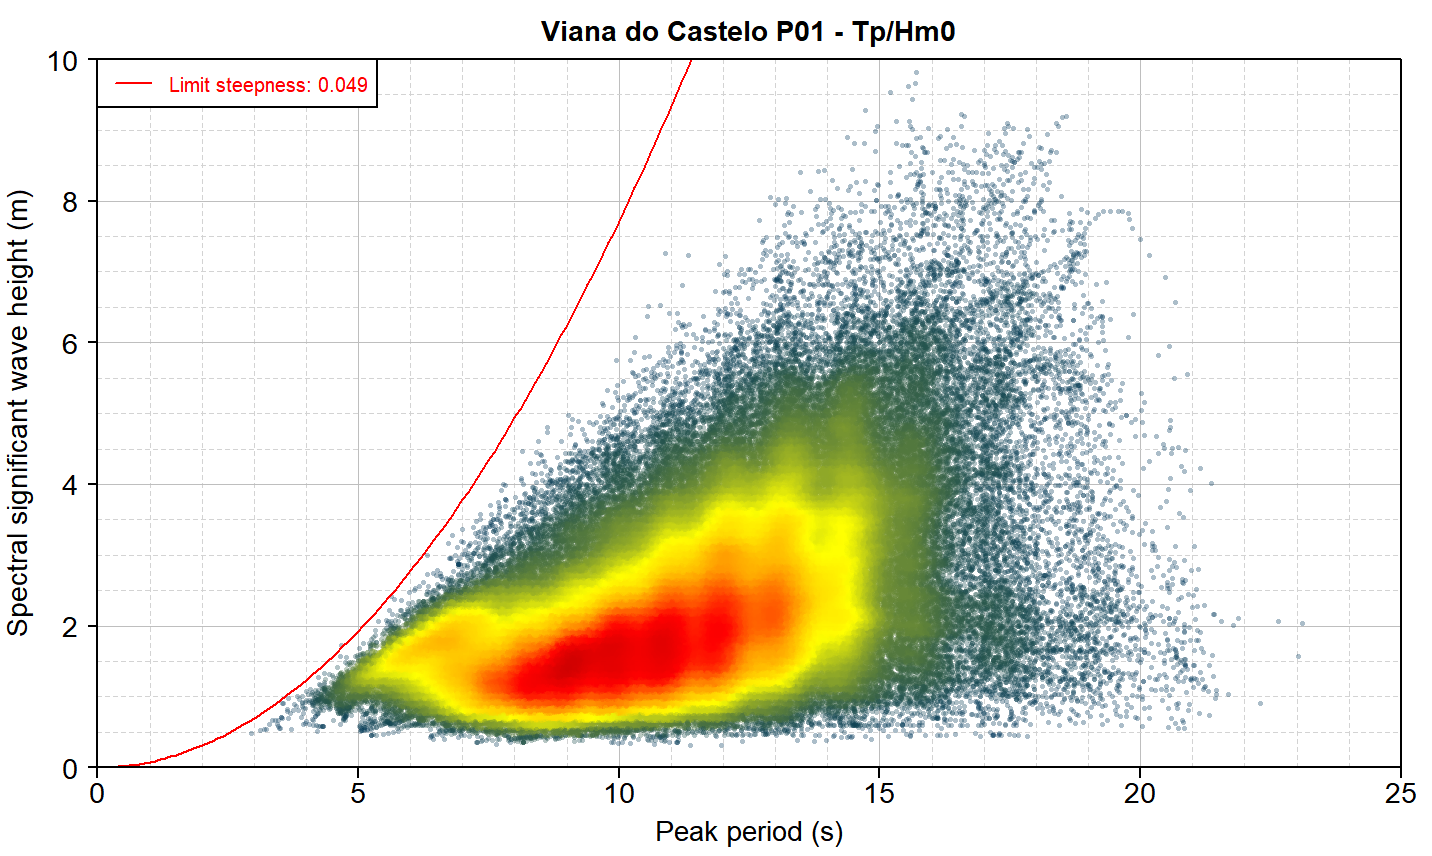 Viana do Castelo P01 - Tp/Hm0
Limit steepness: 0.049
Spectral significant wave height (m)
10
8
6
4
2
0
0 5 10 15 20 25
Peak period (s)